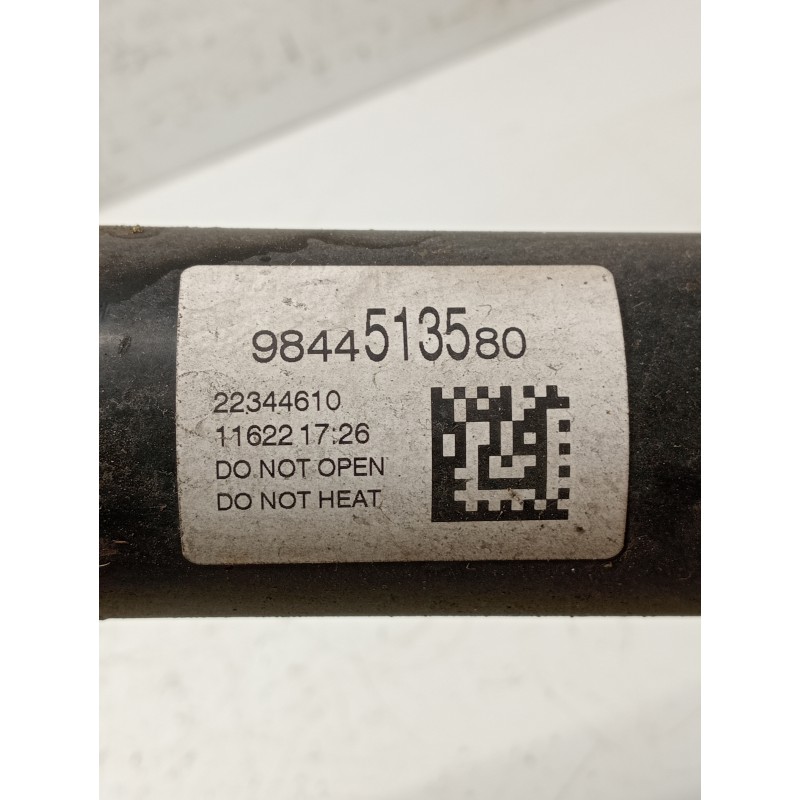 9844513580
22344610
11622 17:26
DO NOT OPEN
DO NOT HEAT